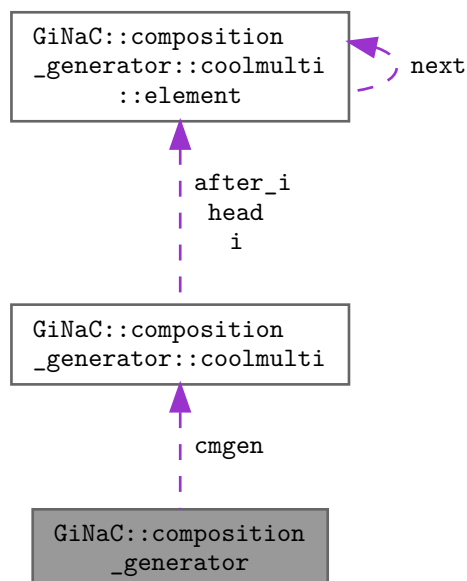 GiNaC::composition
_generator::coolmulti
::element
next
after_i
head
i
GiNaC::composition
_generator::coolmulti
cmgen
GiNaC::composition
_generator